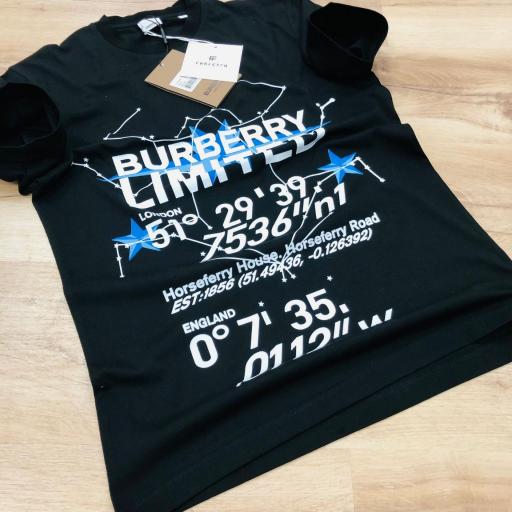 BURBERRY
LIMITED
LONDON
51° 29'39.
7536"n1
Horseferry House, Horseferry Road
EST:1856 (51.49436, -0.126392)
ENGLAND
0° 7' 35.
0112" W